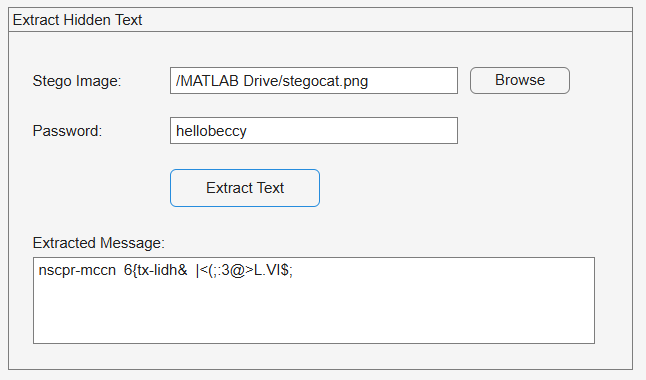 Extract Hidden Text
Stego Image: /MATLAB Drive/stegocat.png Browse
Password: hellobeccy
Extract Text
Extracted Message:
nscpr-mccn  6{tx-lidh&  |<(;:3@>L.VI$;